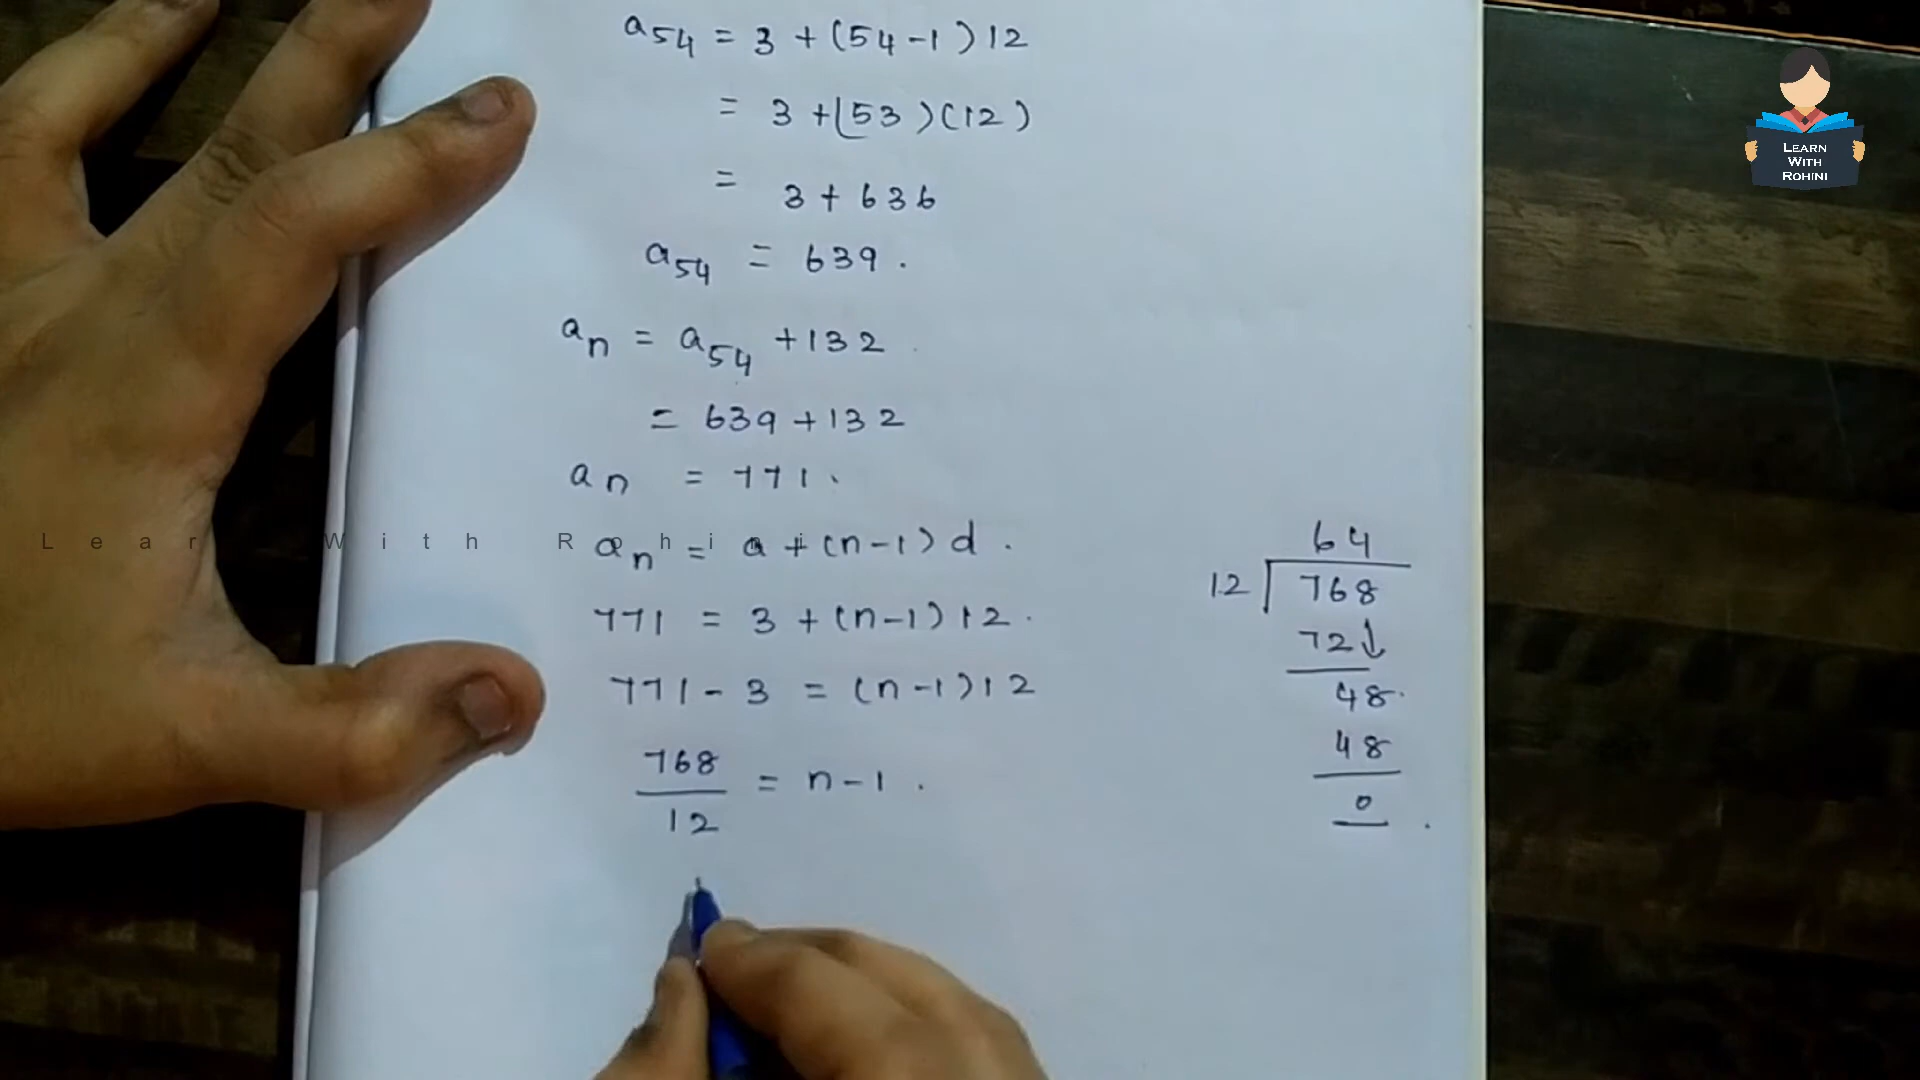 a54 = 3 + (54-1) 12
= 3 + (53) (12)
= 3 + 636
a54 = 639.
an = a54 + 132
= 639 + 132
an = 771.
an = a + (n-1) d.
771 = 3 + (n-1) 12.
771 - 3 = (n-1) 12
768/12 = n-1.
64
12 768
72
48
48
0
LEARN
WITH
ROHINI
Learn With Rohini